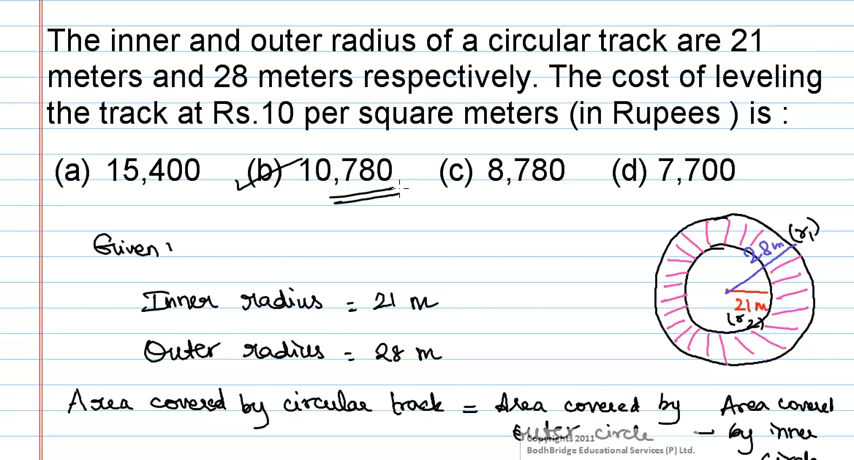 The inner and outer radius of a circular track are 21
meters and 28 meters respectively. The cost of leveling
the track at Rs.10 per square meters (in Rupees ) is :
(a) 15,400 (b) 10,780 (c) 8,780 (d) 7,700
Given:
Inner radius = 21 m
Outer radius = 28 m
28 m (r1)
21 m
(r2)
Area covered by circular track = Area covered by outer circle - Area covered by inner circle
Copyrights 2011
BodhBridge Educational Services (P) Ltd.